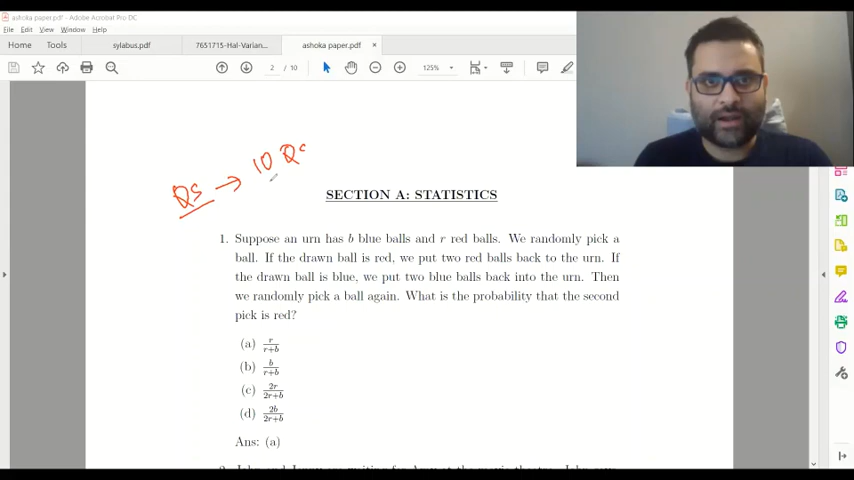 ashoka paper.pdf - Adobe Acrobat Pro DC
File Edit View Window Help
Home Tools sylabus.pdf 7651715-Hal-Varian... ashoka paper.pdf ×
2 / 10 125%
QS → 10 Qs
SECTION A: STATISTICS
1. Suppose an urn has b blue balls and r red balls. We randomly pick a
ball. If the drawn ball is red, we put two red balls back to the urn. If
the drawn ball is blue, we put two blue balls back into the urn. Then
we randomly pick a ball again. What is the probability that the second
pick is red?
(a) r/r+b
(b) b/r+b
(c) 2r/2r+b
(d) 2b/2r+b
Ans: (a)